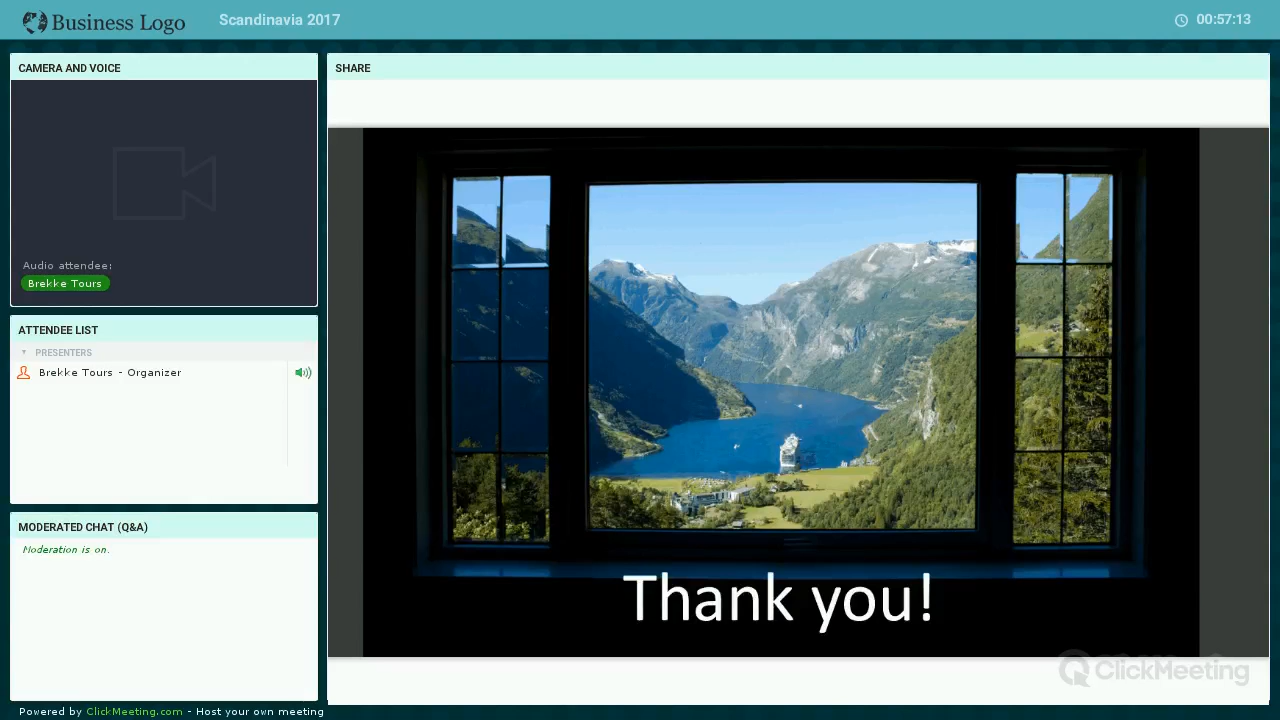 Business Logo
Scandinavia 2017
00:57:13
CAMERA AND VOICE
Audio attendee:
Brekke Tours
ATTENDEE LIST
PRESENTERS
Brekke Tours - Organizer
MODERATED CHAT (Q&A)
Moderation is on.
Powered by ClickMeeting.com - Host your own meeting
SHARE
Thank you!
ClickMeeting